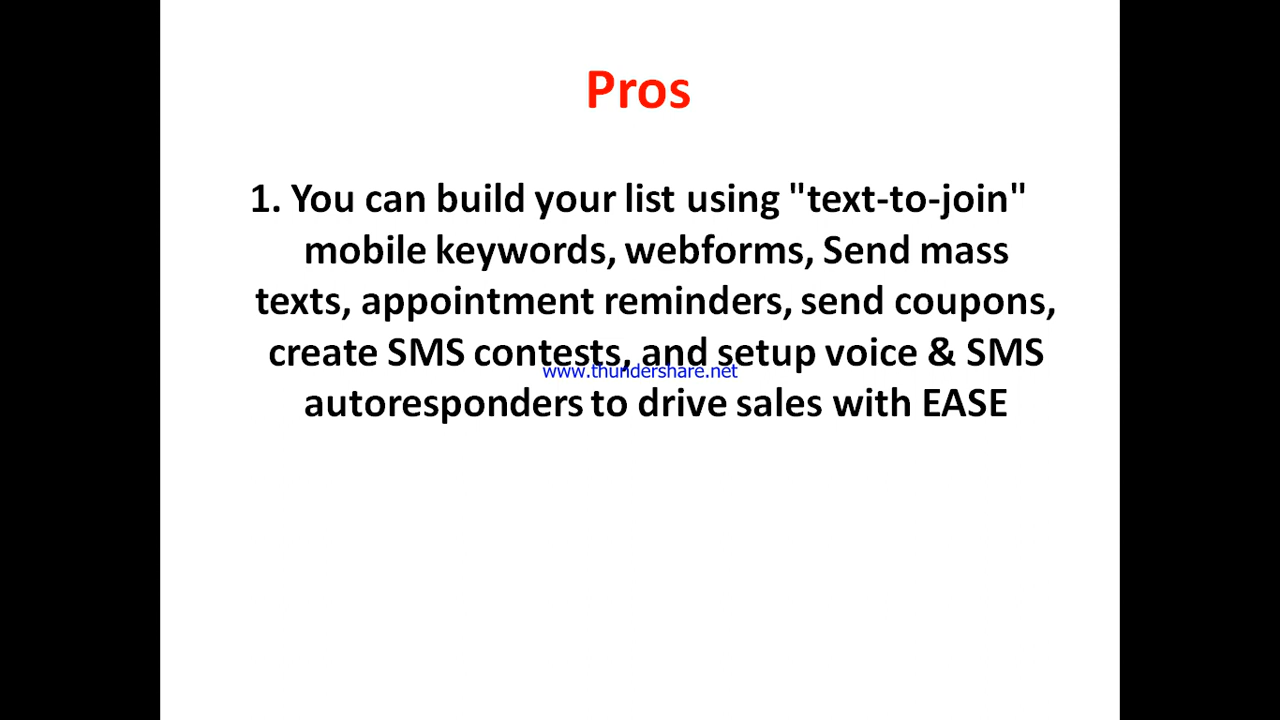 Pros
1. You can build your list using "text-to-join"
mobile keywords, webforms, Send mass
texts, appointment reminders, send coupons,
create SMS contests, and setup voice & SMS
www.thundershare.net
autoresponders to drive sales with EASE